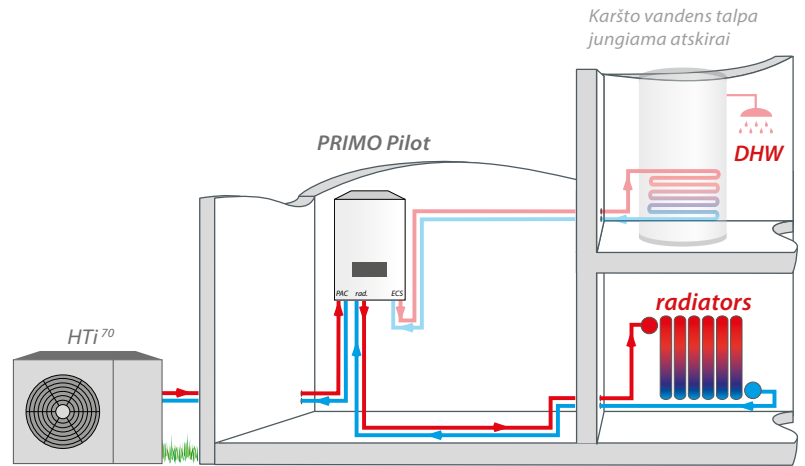 Karšto vandens talpa
jungiama atskirai
PRIMO Pilot
DHW
PAC rad. ECS
radiators
HTi 70